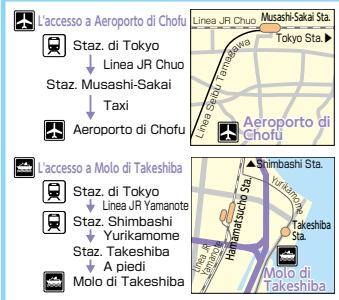 L'accesso a Aeroporto di Chofu
Staz. di Tokyo
Linea JR Chuo
Staz. Musashi-Sakai
Taxi
Aeroporto di Chofu
Linea JR Chuo
Musashi-Sakai Sta.
Tokyo Sta.▶
Linea Seibu Tamagawa
Aeroporto di
Chofu
L'accesso a Molo di Takeshiba
Staz. di Tokyo
Linea JR Yamanote
Staz. Shimbashi
Yurikamome
Staz. Takeshiba
A piedi
Molo di Takeshiba
▲Shimbashi Sta.
Yurikamome
Hamamatsucho sta.
Linea JR
Yamanote
Takeshiba
Sta.
Molo di
Takeshiba